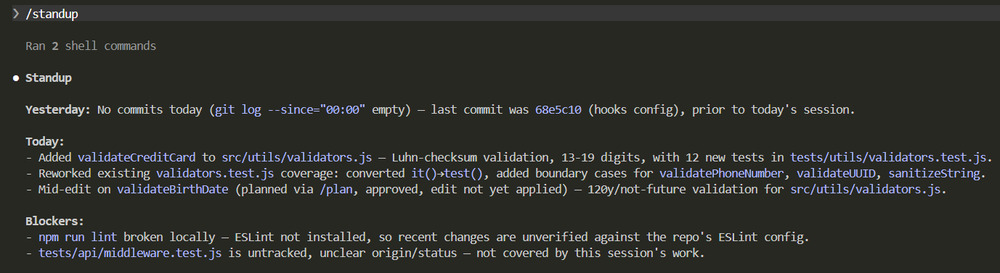 ❯ /standup
Ran 2 shell commands
● Standup
Yesterday: No commits today (git log --since="00:00" empty) — last commit was 68e5c10 (hooks config), prior to today's session.
Today:
- Added validateCreditCard to src/utils/validators.js — Luhn-checksum validation, 13-19 digits, with 12 new tests in tests/utils/validators.test.js.
- Reworked existing validators.test.js coverage: converted it()→test(), added boundary cases for validatePhoneNumber, validateUUID, sanitizeString.
- Mid-edit on validateBirthDate (planned via /plan, approved, edit not yet applied) — 120y/not-future validation for src/utils/validators.js.
Blockers:
- npm run lint broken locally — ESLint not installed, so recent changes are unverified against the repo's ESLint config.
- tests/api/middleware.test.js is untracked, unclear origin/status — not covered by this session's work.